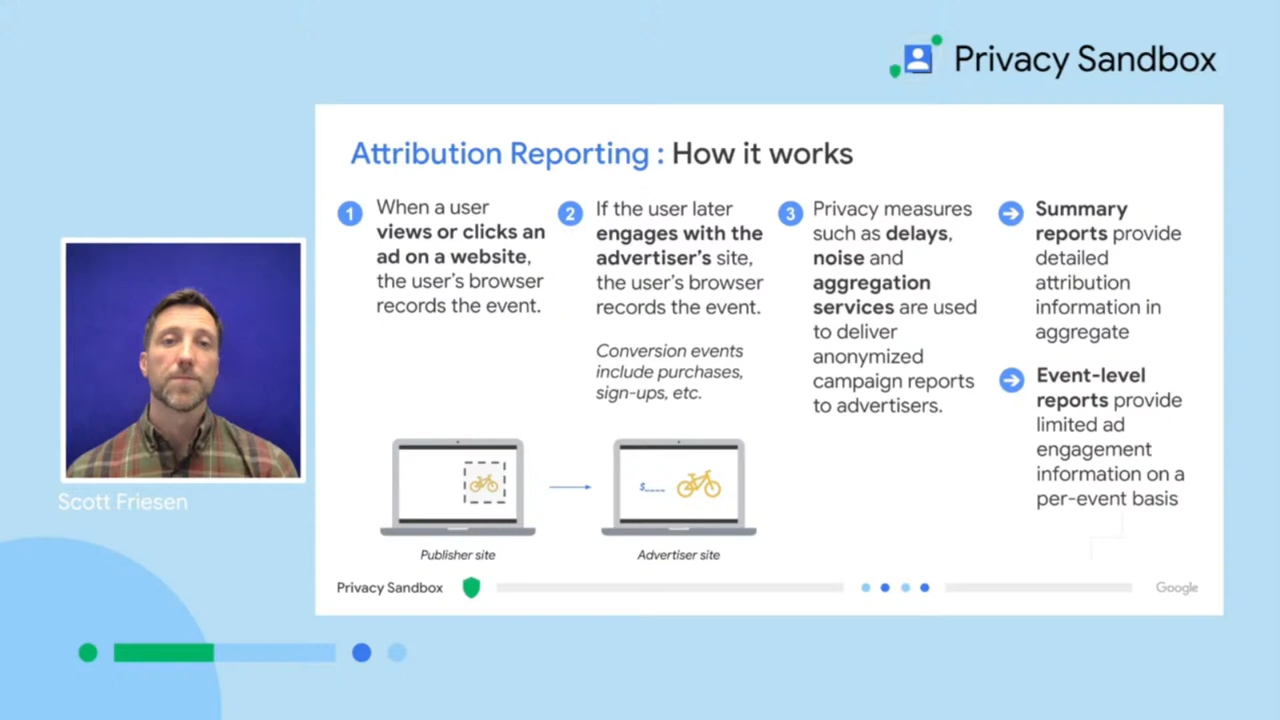 Privacy Sandbox
Attribution Reporting : How it works
1
When a user
views or clicks an
ad on a website,
the user's browser
records the event.
2
If the user later
engages with the
advertiser's site,
the user's browser
records the event.
Conversion events
include purchases,
sign-ups, etc.
3
Privacy measures
such as delays,
noise and
aggregation
services are used
to deliver
anonymized
campaign reports
to advertisers.
Summary
reports provide
detailed
attribution
information in
aggregate
Event-level
reports provide
limited ad
engagement
information on a
per-event basis
$____
Publisher site
Advertiser site
Scott Friesen
Privacy Sandbox
Google